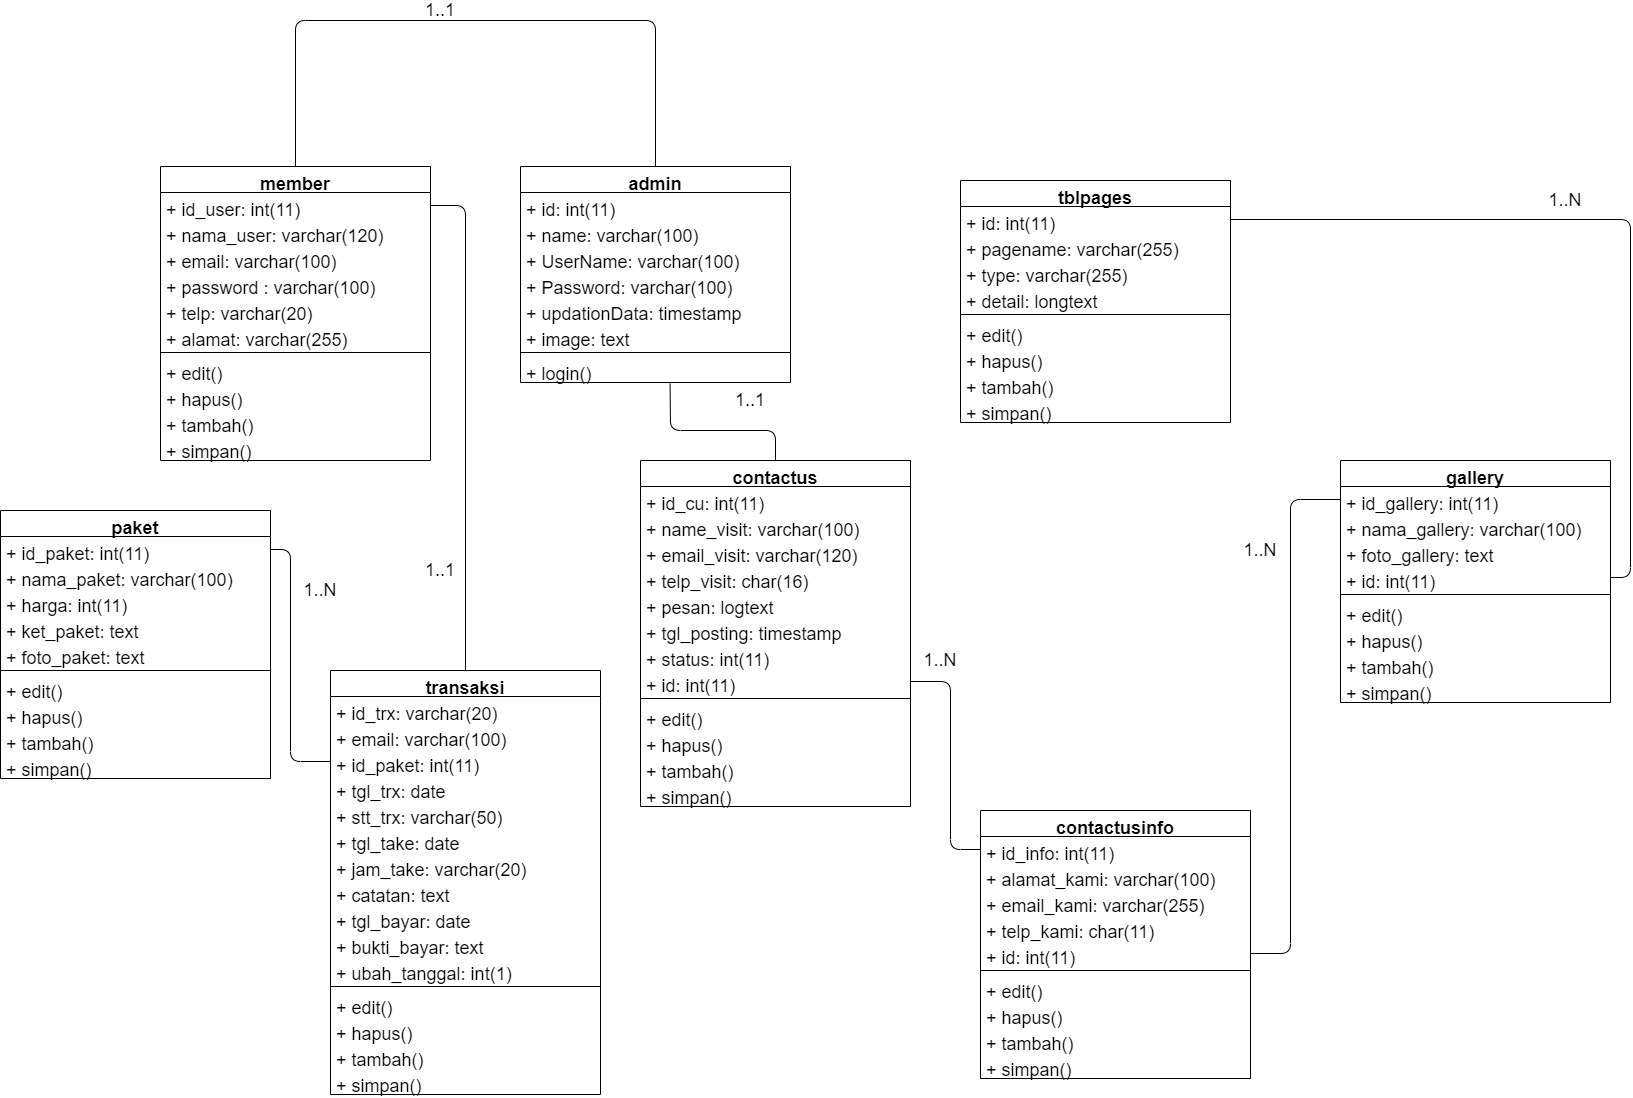 1..1
member
+ id_user: int(11)
+ nama_user: varchar(120)
+ email: varchar(100)
+ password : varchar(100)
+ telp: varchar(20)
+ alamat: varchar(255)
+ edit()
+ hapus()
+ tambah()
+ simpan()
admin
+ id: int(11)
+ name: varchar(100)
+ UserName: varchar(100)
+ Password: varchar(100)
+ updationData: timestamp
+ image: text
+ login()
1..1
tblpages
+ id: int(11)
+ pagename: varchar(255)
+ type: varchar(255)
+ detail: longtext
+ edit()
+ hapus()
+ tambah()
+ simpan()
1..N
paket
+ id_paket: int(11)
+ nama_paket: varchar(100)
+ harga: int(11)
+ ket_paket: text
+ foto_paket: text
+ edit()
+ hapus()
+ tambah()
+ simpan()
1..N
1..1
transaksi
+ id_trx: varchar(20)
+ email: varchar(100)
+ id_paket: int(11)
+ tgl_trx: date
+ stt_trx: varchar(50)
+ tgl_take: date
+ jam_take: varchar(20)
+ catatan: text
+ tgl_bayar: date
+ bukti_bayar: text
+ ubah_tanggal: int(1)
+ edit()
+ hapus()
+ tambah()
+ simpan()
contactus
+ id_cu: int(11)
+ name_visit: varchar(100)
+ email_visit: varchar(120)
+ telp_visit: char(16)
+ pesan: logtext
+ tgl_posting: timestamp
+ status: int(11)
+ id: int(11)
+ edit()
+ hapus()
+ tambah()
+ simpan()
1..N
contactusinfo
+ id_info: int(11)
+ alamat_kami: varchar(100)
+ email_kami: varchar(255)
+ telp_kami: char(11)
+ id: int(11)
+ edit()
+ hapus()
+ tambah()
+ simpan()
1..N
gallery
+ id_gallery: int(11)
+ nama_gallery: varchar(100)
+ foto_gallery: text
+ id: int(11)
+ edit()
+ hapus()
+ tambah()
+ simpan()